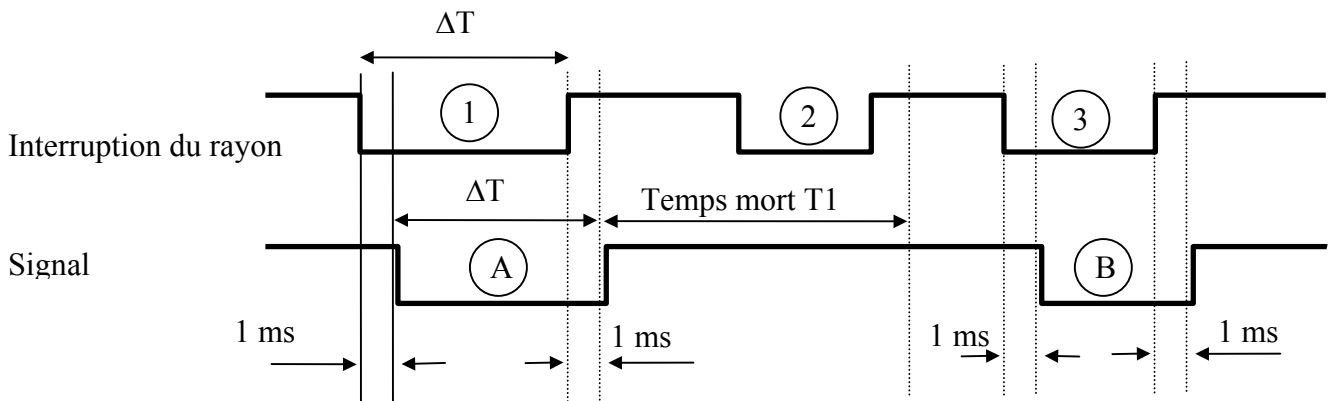 ΔT
1
2
3
Interruption du rayon
ΔT
Temps mort T1
Signal
A
B
1 ms
1 ms
1 ms
1 ms